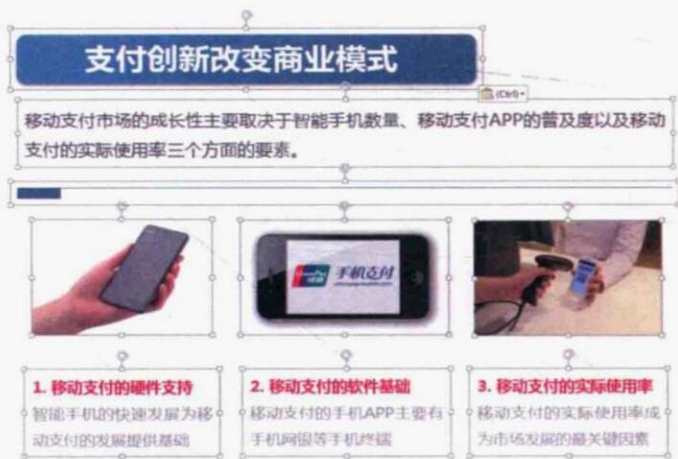 支付创新改变商业模式
(Ctrl)
移动支付市场的成长性主要取决于智能手机数量、移动支付APP的普及度以及移动
支付的实际使用率三个方面的要素。
手机支付
1. 移动支付的硬件支持
智能手机的快速发展为移
动支付的发展提供基础
2. 移动支付的软件基础
移动支付的手机APP主要有
手机网银等手机终端
3. 移动支付的实际使用率
移动支付的实际使用率成
为市场发展的最关键因素